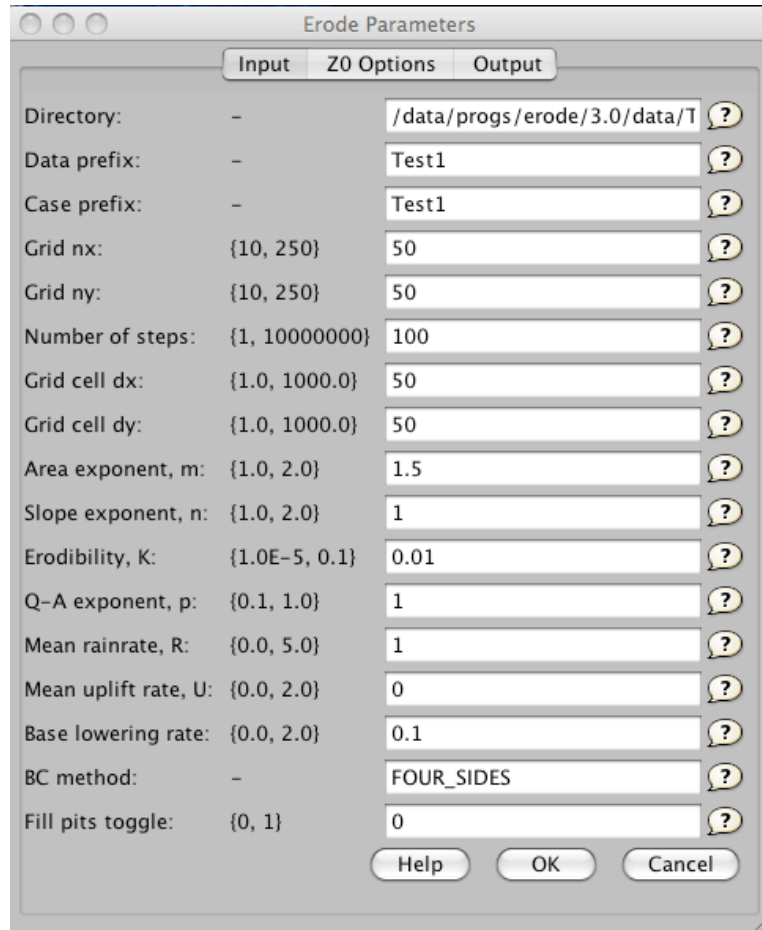 Erode Parameters
Input Z0 Options Output
Directory: - /data/progs/erode/3.0/data/T ?
Data prefix: - Test1 ?
Case prefix: - Test1 ?
Grid nx: {10, 250} 50 ?
Grid ny: {10, 250} 50 ?
Number of steps: {1, 10000000} 100 ?
Grid cell dx: {1.0, 1000.0} 50 ?
Grid cell dy: {1.0, 1000.0} 50 ?
Area exponent, m: {1.0, 2.0} 1.5 ?
Slope exponent, n: {1.0, 2.0} 1 ?
Erodibility, K: {1.0E-5, 0.1} 0.01 ?
Q-A exponent, p: {0.1, 1.0} 1 ?
Mean rainrate, R: {0.0, 5.0} 1 ?
Mean uplift rate, U: {0.0, 2.0} 0 ?
Base lowering rate: {0.0, 2.0} 0.1 ?
BC method: - FOUR_SIDES ?
Fill pits toggle: {0, 1} 0 ?
Help OK Cancel